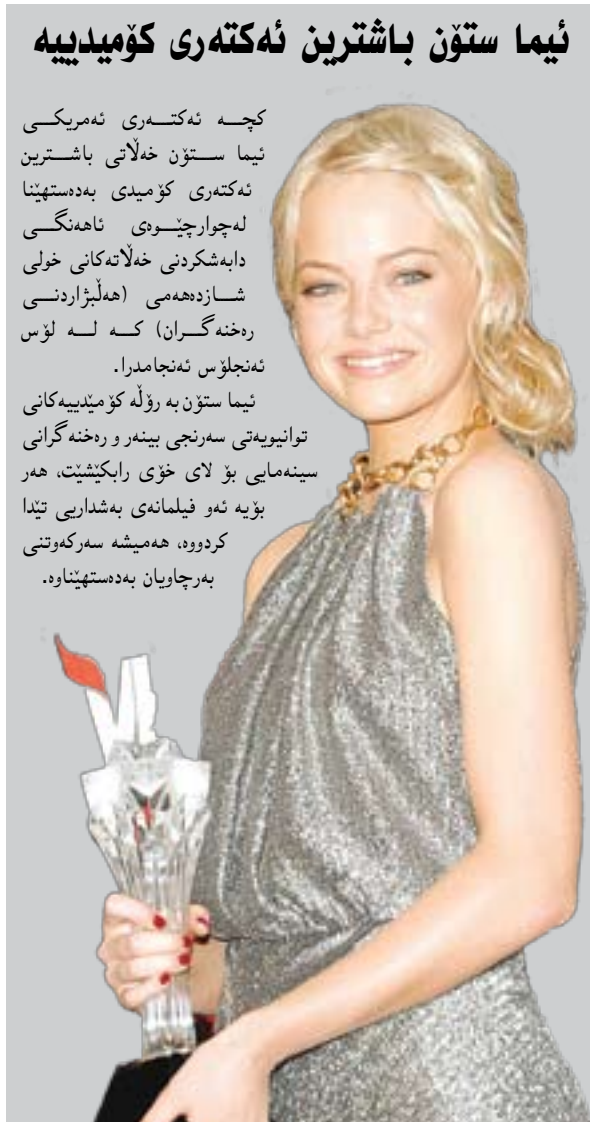 ئیما ستۆن باشترین ئەکتەری کۆمیدییە
کچە ئەکتەری ئەمریکی
ئیما ستۆن خەڵاتی باشترین
ئەکتەری کۆمیدی بەدەستهێنا
لەچوارچێوەی ئاهەنگی
دابەشکردنی خەڵاتەکانی خولی
شازدەهەمی (هەڵبژاردنی
رەخنەگران) کە لە لۆس
ئەنجلۆس ئەنجامدرا.
ئیما ستۆن بە رۆڵە کۆمێدییەکانی
توانیویەتی سەرنجی بینەر و رەخنەگرانی
سینەمایی بۆ لای خۆی رابکێشێت، هەر
بۆیە ئەو فیلمانەی بەشداریی تێدا
کردووە، هەمیشە سەرکەوتنی
بەرچاویان بەدەستهێناوە.